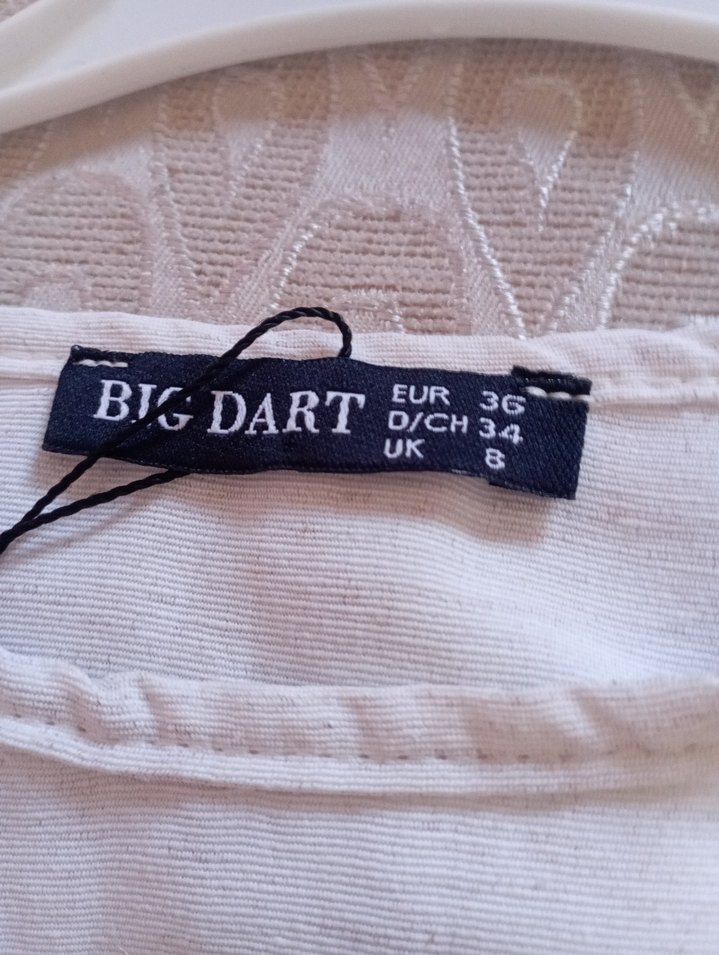 BIG DART
EUR 36
D/CH 34
UK 8